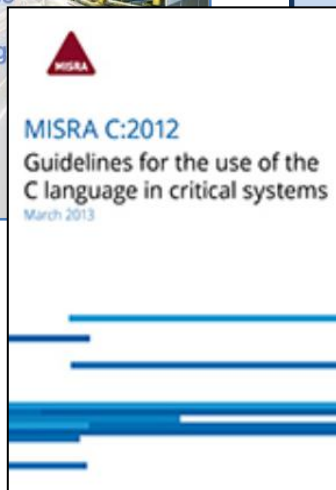 MISRA
MISRA C:2012
Guidelines for the use of the
C language in critical systems
March 2013